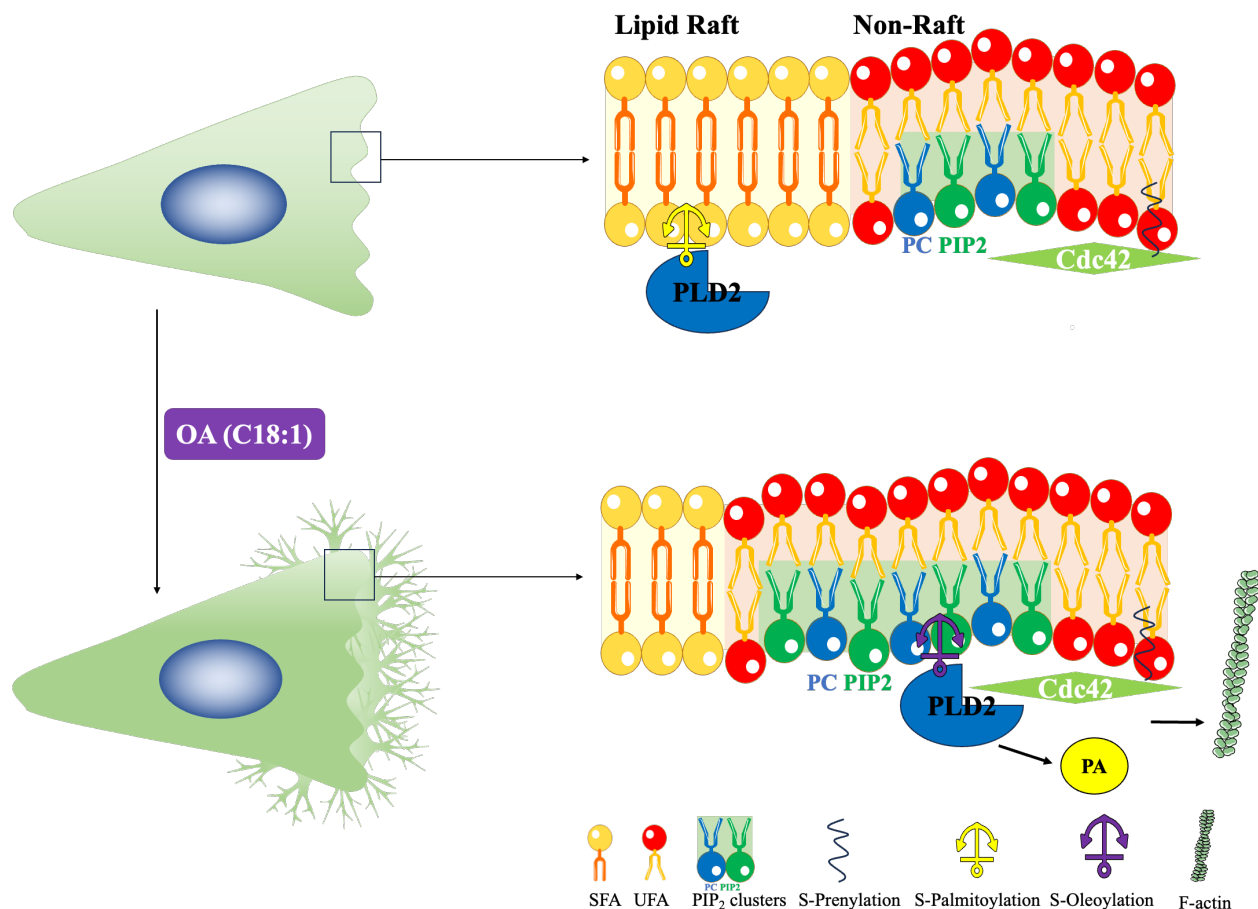 Lipid Raft
Non-Raft
PC PIP2
Cdc42
PLD2
OA (C18:1)
PC PIP2
Cdc42
PLD2
PA
PC PIP2
SFA UFA PIP₂ clusters S-Prenylation S-Palmitoylation S-Oleoylation F-actin